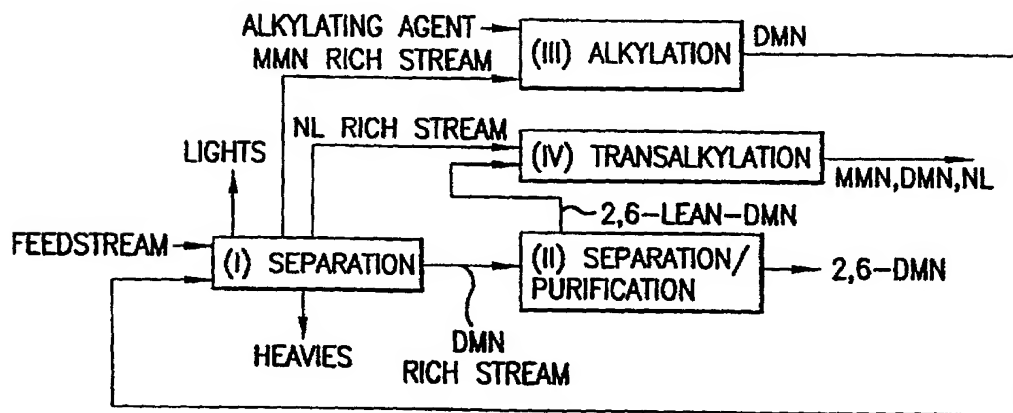 ALKYLATING AGENT
MMN RICH STREAM
(III) ALKYLATION
DMN
NL RICH STREAM
LIGHTS
(IV) TRANSALKYLATION
MMN,DMN,NL
2,6-LEAN-DMN
FEEDSTREAM
(I) SEPARATION
(II) SEPARATION/
PURIFICATION
2,6-DMN
HEAVIES
DMN
RICH STREAM